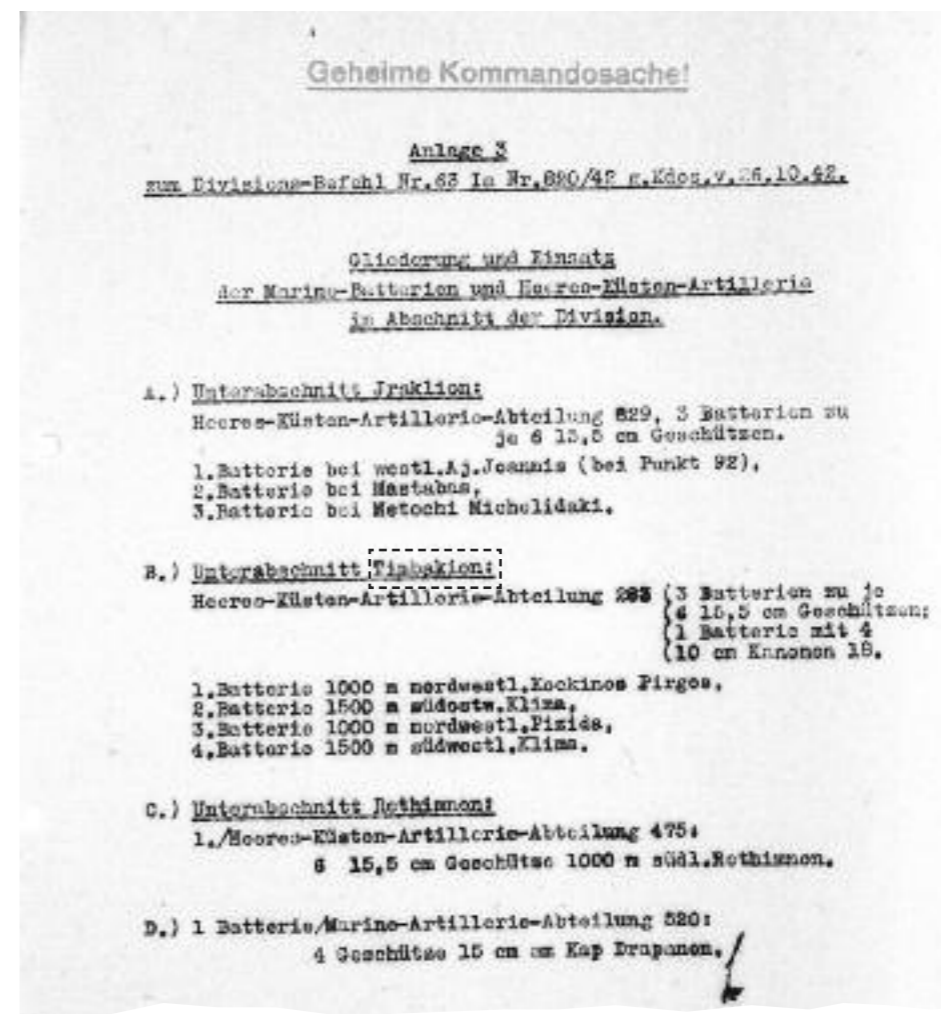 Geheime Kommandosache!
Anlage 3
zum Divisions-Befehl Nr.63 Ia Nr.820/42 g.Kdos.v.26.10.42.
Gliederung und Einsatz
der Marine-Batterien und Heeres-Küsten-Artillerie
im Abschnitt der Division.
A.) Unterabschnitt Jraklion:
Heeres-Küsten-Artillerie-Abteilung 829, 3 Batterien zu
je 6 15,5 cm Geschützen.
1.Batterie bei westl.Aj.Joannis (bei Punkt 92),
2.Batterie bei Mastabas,
3.Batterie bei Metochi Michelidaki.
B.) Unterabschnitt Timbakion:
Heeres-Küsten-Artillerie-Abteilung 283 (3 Batterien zu je
(6 15,5 cm Geschützen;
(1 Batterie mit 4
(10 cm Kanonen 18.
1.Batterie 1000 m nordwestl.Kockinos Pirgos,
2.Batterie 1500 m südostw.Klima,
3.Batterie 1000 m nordwestl.Pizida,
4.Batterie 1500 m südwestl.Klima.
C.) Unterabschnitt Rethimnon:
1./Heeres-Küsten-Artillerie-Abteilung 475:
6 15,5 cm Geschütze 1000 m südl.Rethimnon.
D.) 1 Batterie/Marine-Artillerie-Abteilung 520:
4 Geschütze 15 cm am Kap Drapanon.